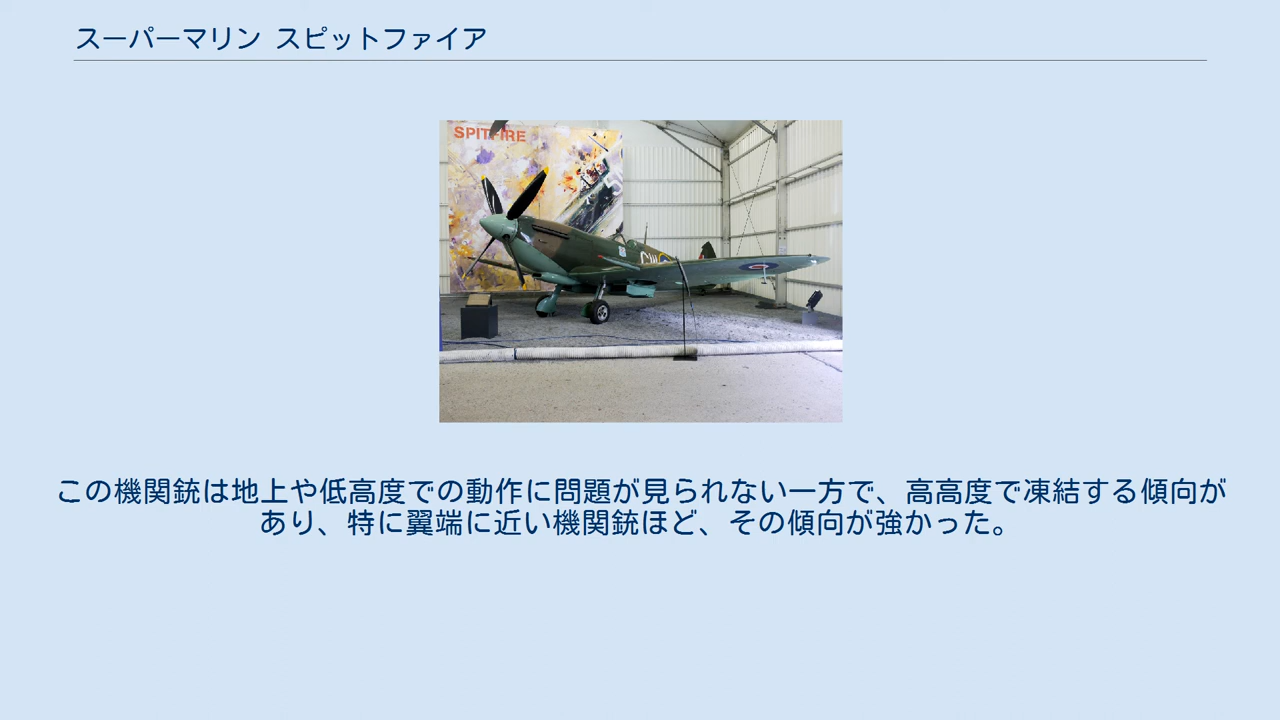 スーパーマリン スピットファイア
SPITFIRE
この機関銃は地上や低高度での動作に問題が見られない一方で、高高度で凍結する傾向が
あり、特に翼端に近い機関銃ほど、その傾向が強かった。